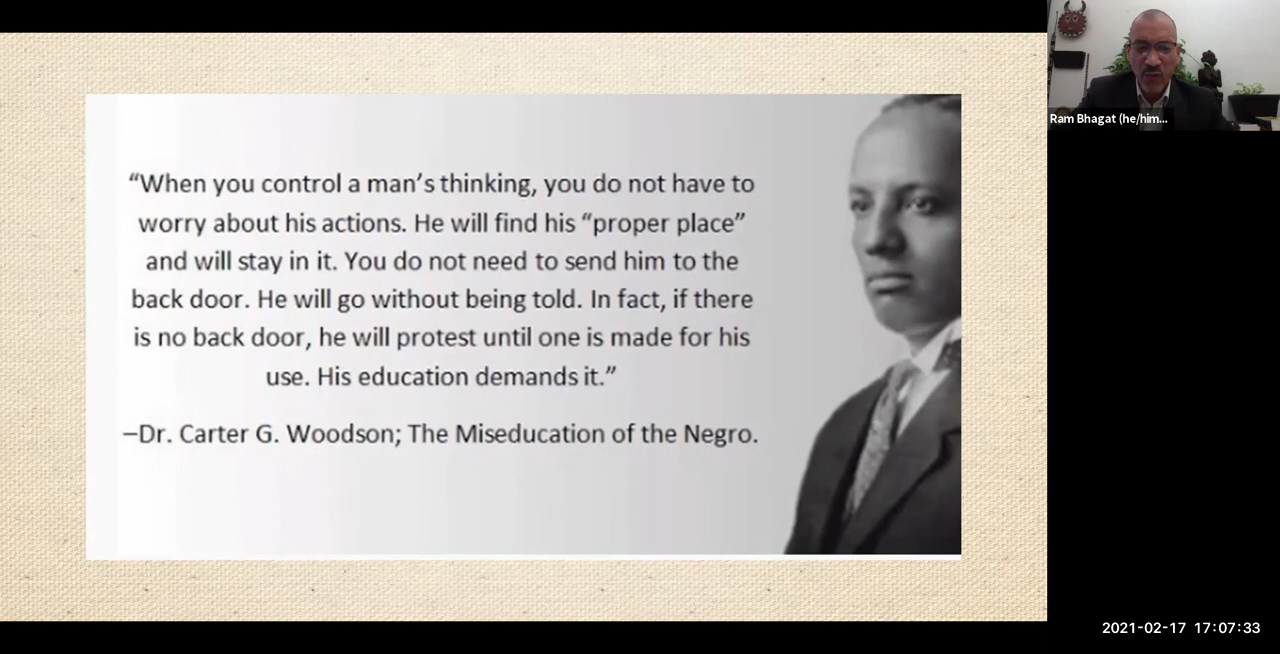 “When you control a man’s thinking, you do not have to
worry about his actions. He will find his “proper place”
and will stay in it. You do not need to send him to the
back door. He will go without being told. In fact, if there
is no back door, he will protest until one is made for his
use. His education demands it.”
–Dr. Carter G. Woodson; The Miseducation of the Negro.
Ram Bhagat (he/him...
2021-02-17 17:07:33